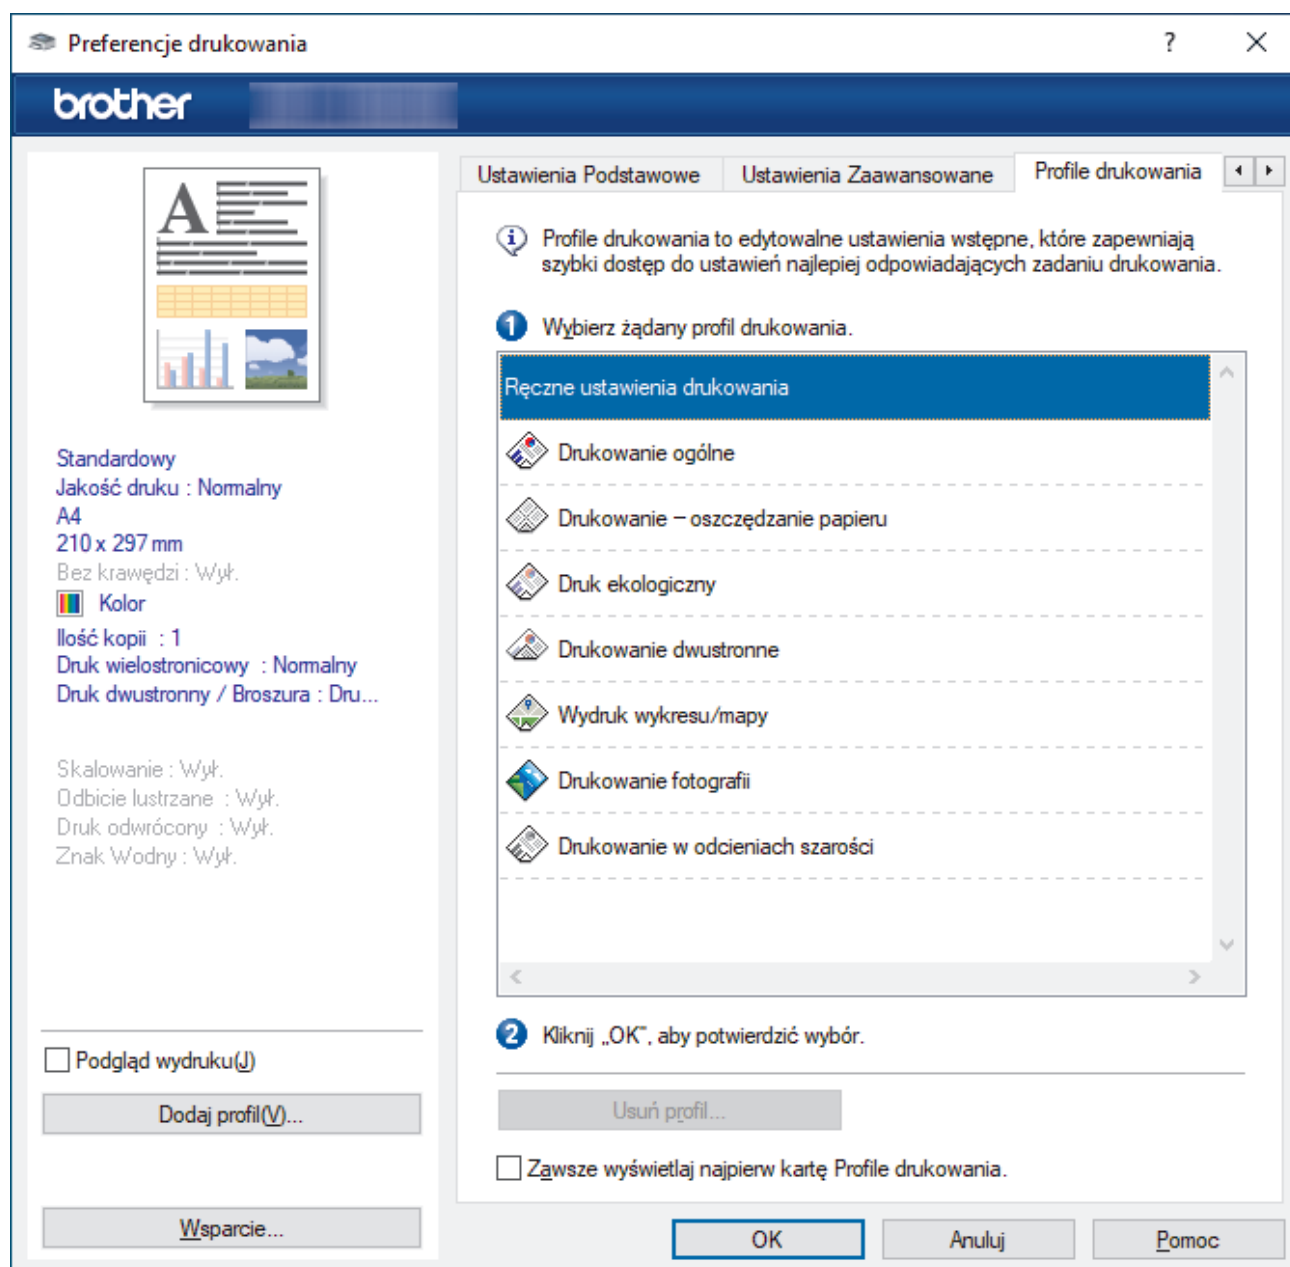 Preferencje drukowania
brother
Ustawienia Podstawowe
Ustawienia Zaawansowane
Profile drukowania
Profile drukowania to edytowalne ustawienia wstępne, które zapewniają
szybki dostęp do ustawień najlepiej odpowiadających zadaniu drukowania.
1 Wybierz żądany profil drukowania.
Ręczne ustawienia drukowania
Drukowanie ogólne
Drukowanie – oszczędzanie papieru
Druk ekologiczny
Drukowanie dwustronne
Wydruk wykresu/mapy
Drukowanie fotografii
Drukowanie w odcieniach szarości
2 Kliknij „OK”, aby potwierdzić wybór.
Usuń profil...
Zawsze wyświetlaj najpierw kartę Profile drukowania.
A
Standardowy
Jakość druku : Normalny
A4
210 x 297 mm
Bez krawędzi : Wył.
Kolor
Ilość kopii : 1
Druk wielostronicowy : Normalny
Druk dwustronny / Broszura : Dru...
Skalowanie : Wył.
Odbicie lustrzane : Wył.
Druk odwrócony : Wył.
Znak Wodny : Wył.
Podgląd wydruku(J)
Dodaj profil(V)...
Wsparcie...
OK
Anuluj
Pomoc